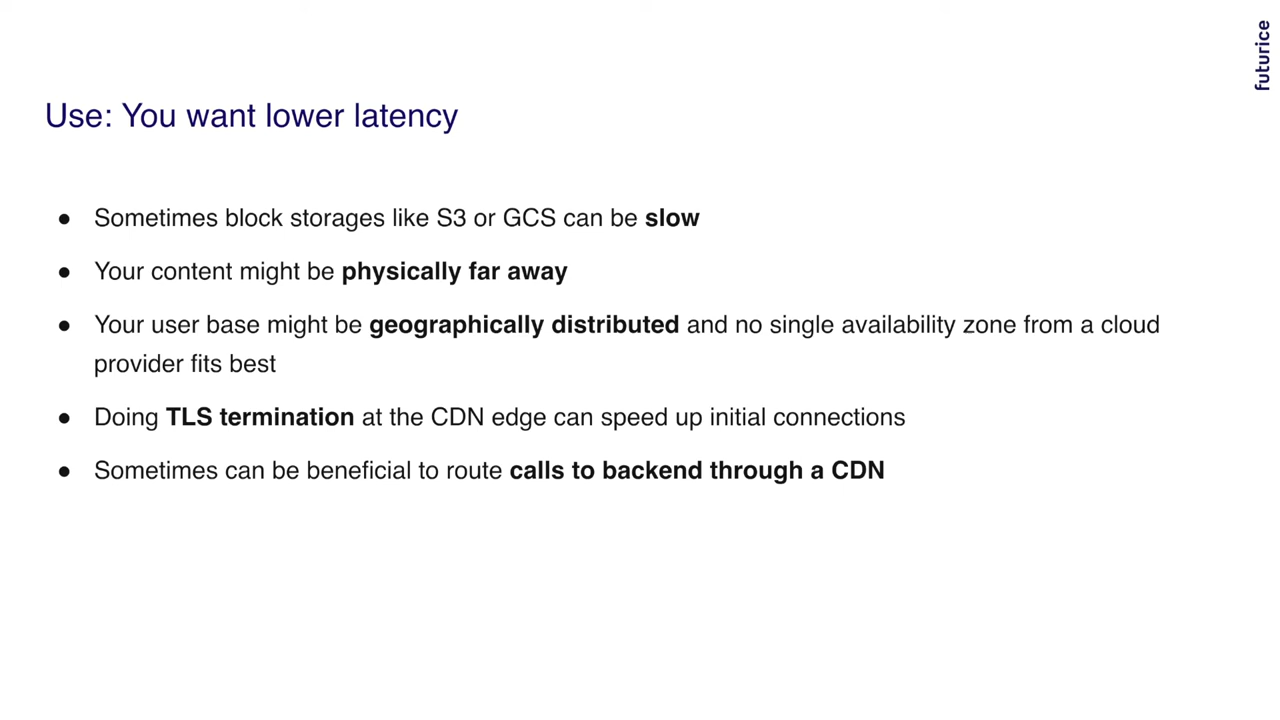 futurice
Use: You want lower latency
● Sometimes block storages like S3 or GCS can be slow
● Your content might be physically far away
● Your user base might be geographically distributed and no single availability zone from a cloud
provider fits best
● Doing TLS termination at the CDN edge can speed up initial connections
● Sometimes can be beneficial to route calls to backend through a CDN